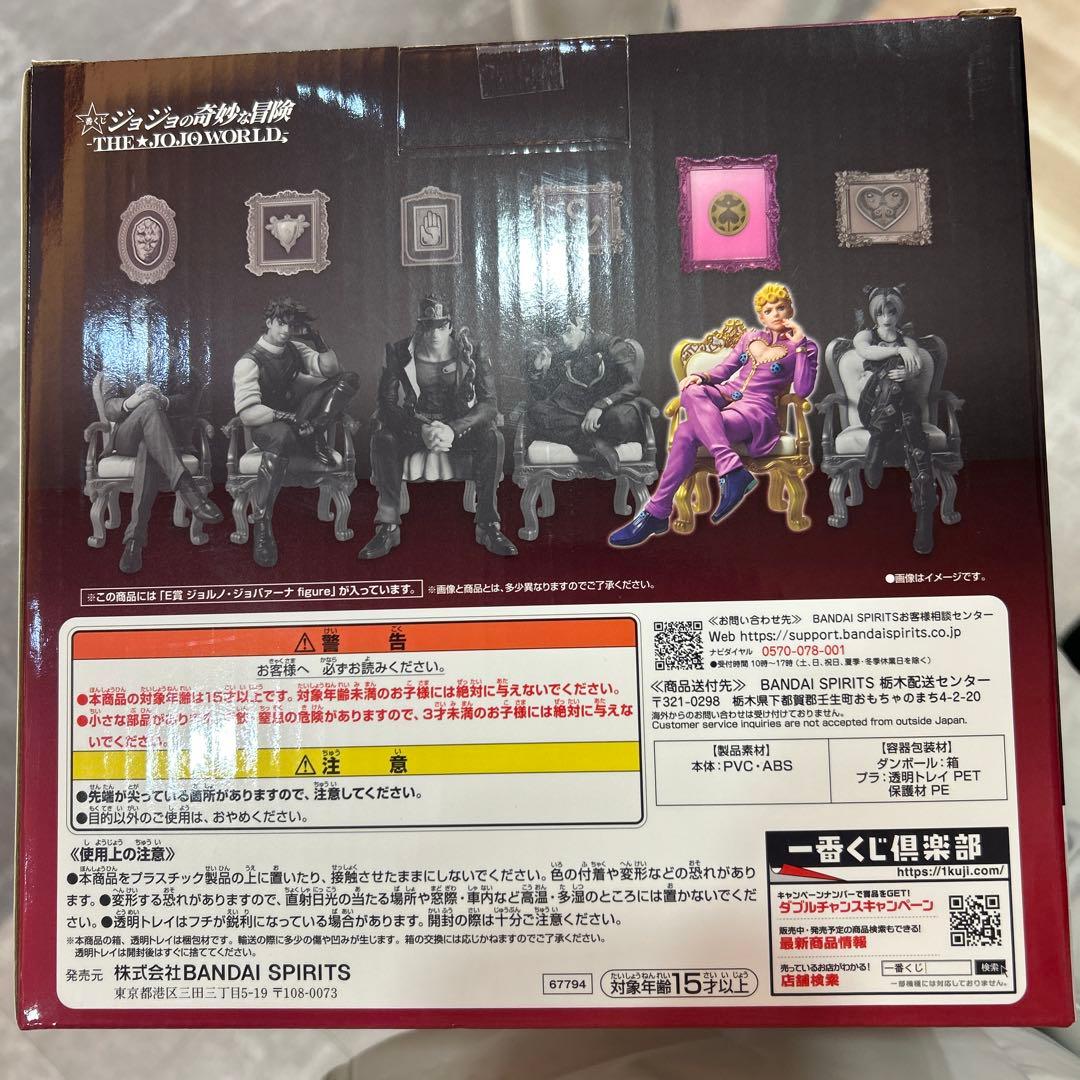 一番くじ ジョジョの奇妙な冒険
-THE★JOJO WORLD-
※この商品には「E賞 ジョルノ・ジョバァーナ figure」が入っています。
※画像と商品とは、多少異なりますのでご了承ください。
●画像はイメージです。
⚠警告
お客様へ 必ずお読みください。
●本商品の対象年齢は15才以上です。対象年齢未満のお子様には絶対に与えないでください。
●小さな部品がありますので、誤飲・窒息の危険がありますので、3才未満のお子様には絶対に与えな
いでください。
⚠注意
●先端が尖っている箇所がありますので、注意してください。
●目的以外のご使用は、おやめください。
≪使用上の注意≫
●本商品をプラスチック製品の上に置いたり、接触させたままにしないでください。色の付着や変形などの恐れがあり
ます。●変形する恐れがありますので、直射日光の当たる場所や窓際・車内など高温・多湿のところには置かないでくだ
さい。●透明トレイはフチが鋭利になっている場合があります。開封の際は十分ご注意ください。
※本商品の箱、透明トレイは梱包材です。輸送の際に多少の傷や凹みが生じます。箱の交換には応じかねますのでご了承ください。
透明トレイは開封後はすぐに捨ててください。
発売元 株式会社BANDAI SPIRITS
東京都港区三田三丁目5-19 〒108-0073
67794
対象年齢15才以上
≪お問い合わせ先≫ BANDAI SPIRITSお客様相談センター
Web https://support.bandaispirits.co.jp
ナビダイヤル 0570-078-001
●受付時間 10時〜17時(土、日、祝日、夏季・冬季休業日を除く)
≪商品送付先≫ BANDAI SPIRITS 栃木配送センター
〒321-0298 栃木県下都賀郡壬生町おもちゃのまち4-2-20
海外からのお問い合わせは受け付けておりません。
Customer service inquiries are not accepted from outside Japan.
【製品素材】
本体:PVC・ABS
【容器包装材】
ダンボール:箱
プラ:透明トレイ PET
保護材 PE
一番くじ倶楽部
https://1kuji.com/
キャンペーンナンバーで賞品をGET!
ダブルチャンスキャンペーン
販売中・発売予定の商品検索もできる!
最新商品情報
売っているお店がわかる!
店舗検索
一番くじ 検索
一部機種には対応しておりません。